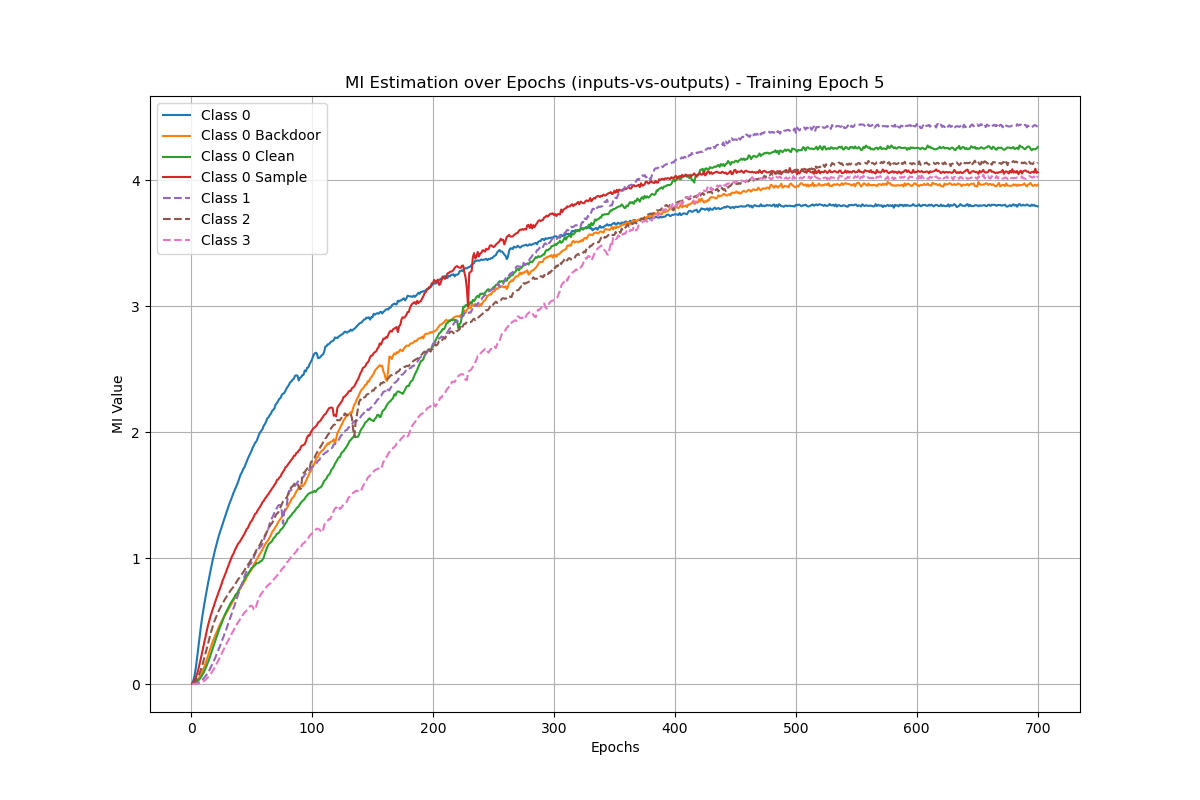 MI Estimation over Epochs (inputs-vs-outputs) - Training Epoch 5
Class 0
Class 0 Backdoor
Class 0 Clean
Class 0 Sample
Class 1
Class 2
Class 3
MI Value
4
3
2
1
0
0 100 200 300 400 500 600 700
Epochs